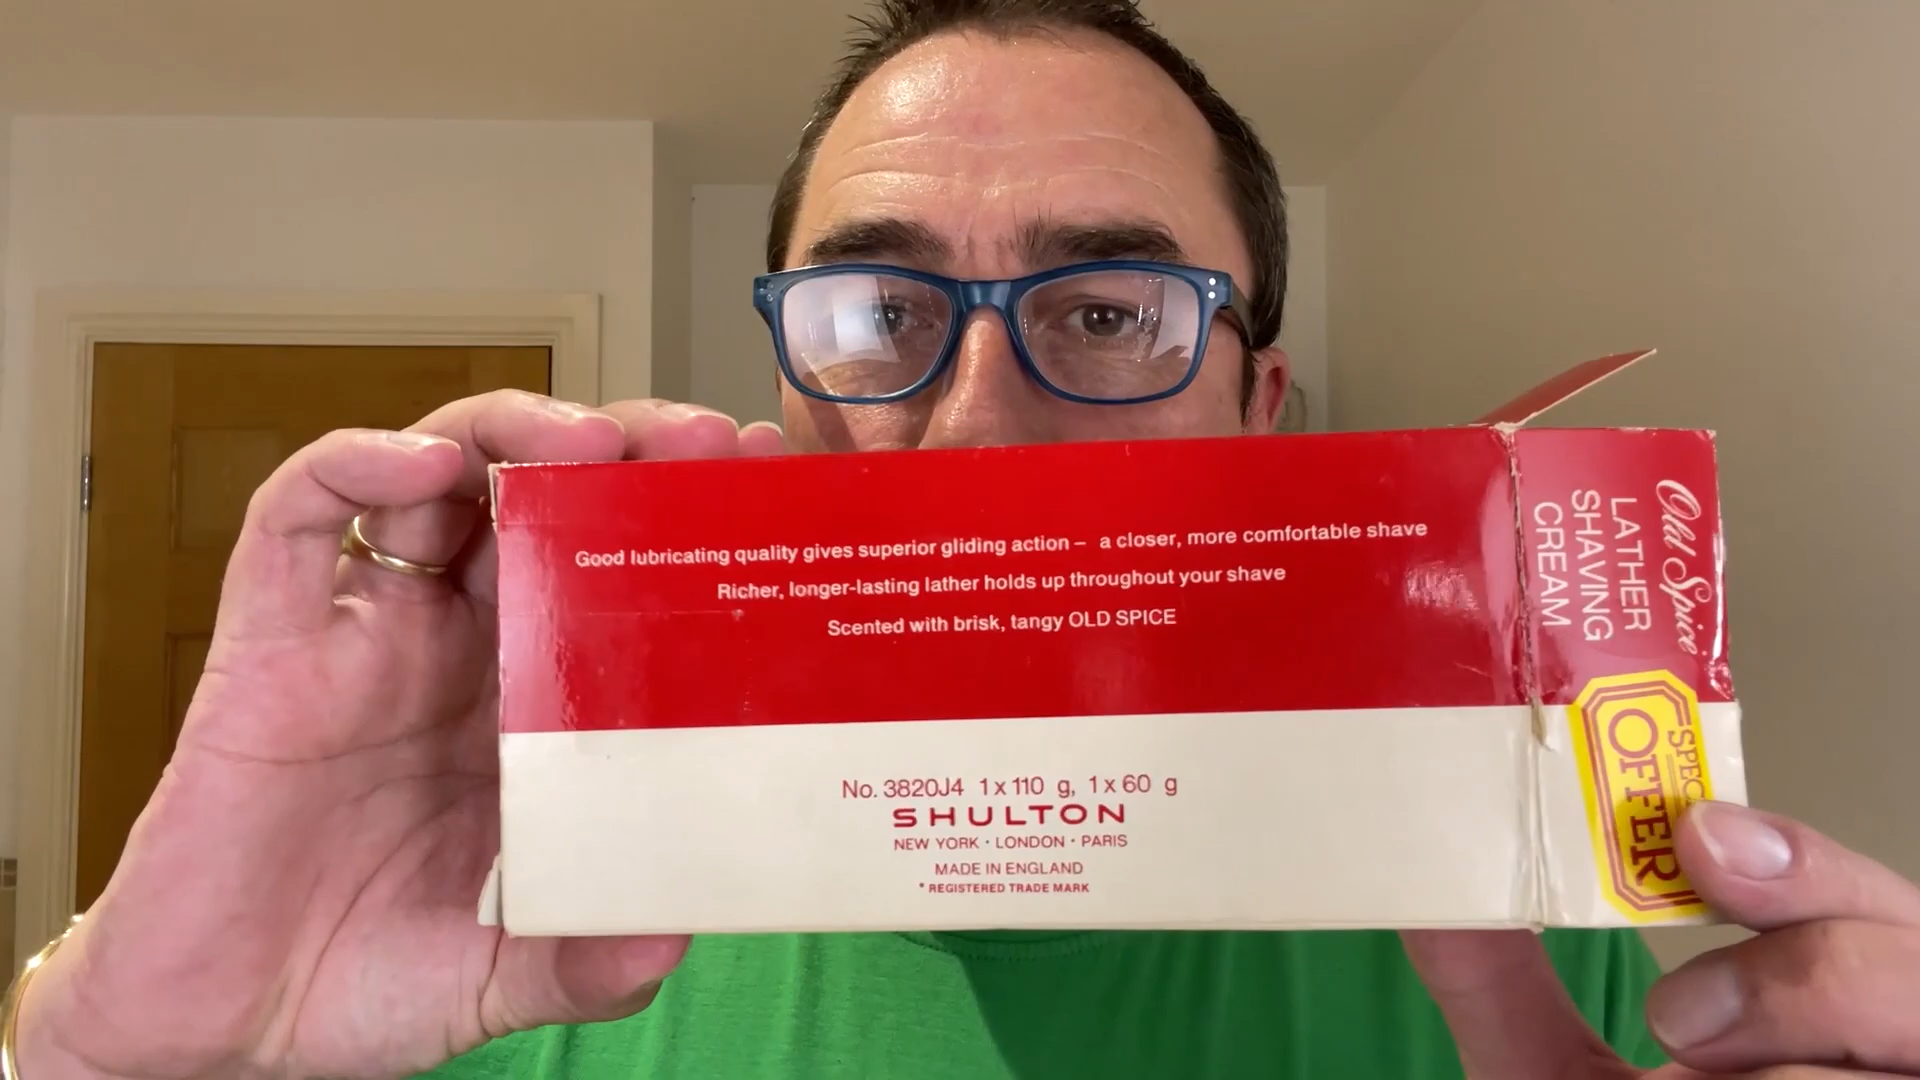 Good lubricating quality gives superior gliding action – a closer, more comfortable shave
Richer, longer-lasting lather holds up throughout your shave
Scented with brisk, tangy OLD SPICE
No. 3820J4 1 x 110 g, 1 x 60 g
SHULTON
NEW YORK · LONDON · PARIS
MADE IN ENGLAND
* REGISTERED TRADE MARK
Old Spice
LATHER
SHAVING
CREAM
OFFER